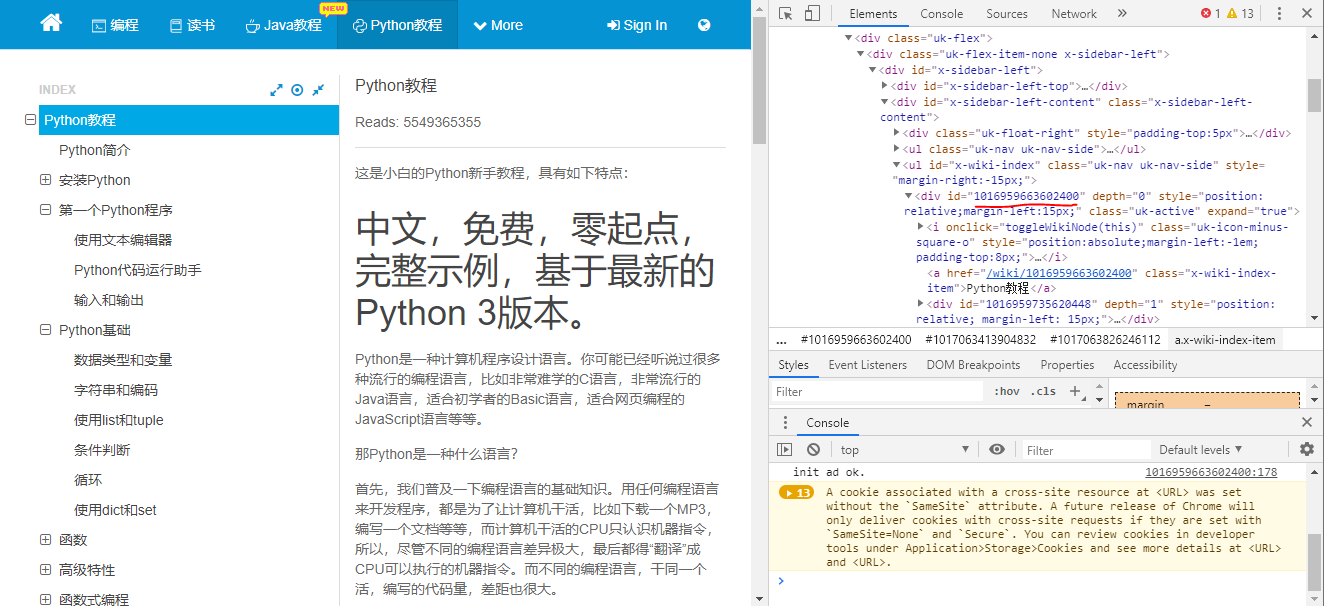 编程
读书
Java教程
NEW
Python教程
More
Sign In
INDEX
Python教程
Python简介
安装Python
第一个Python程序
使用文本编辑器
Python代码运行助手
输入和输出
Python基础
数据类型和变量
字符串和编码
使用list和tuple
条件判断
循环
使用dict和set
函数
高级特性
函数式编程
Python教程
Reads: 5549365355
这是小白的Python新手教程，具有如下特点：
中文，免费，零起点，
完整示例，基于最新的
Python 3版本。
Python是一种计算机程序设计语言。你可能已经听说过很多
种流行的编程语言，比如非常难学的C语言，非常流行的
Java语言，适合初学者的Basic语言，适合网页编程的
JavaScript语言等等。
那Python是一种什么语言？
首先，我们普及一下编程语言的基础知识。用任何编程语言
来开发程序，都是为了让计算机干活，比如下载一个MP3，
编写一个文档等等，而计算机干活的CPU只认识机器指令，
所以，尽管不同的编程语言差异极大，最后都得“翻译”成
CPU可以执行的机器指令。而不同的编程语言，干同一个
活，编写的代码量，差距也很大。
Elements Console Sources Network » 1 13
<div class="uk-flex">
<div class="uk-flex-item-none x-sidebar-left">
<div id="x-sidebar-left">
<div id="x-sidebar-left-top">…</div>
<div id="x-sidebar-left-content" class="x-sidebar-left-
content">
<div class="uk-float-right" style="padding-top:5px">…</div>
<ul class="uk-nav uk-nav-side">…</ul>
<ul id="x-wiki-index" class="uk-nav uk-nav-side" style=
"margin-right:-15px;">
<div id="1016959663602400" depth="0" style="position:
relative;margin-left:15px;" class="uk-active" expand="true">
<i onclick="toggleWikiNode(this)" class="uk-icon-minus-
square-o" style="position:absolute;margin-left:-1em;
padding-top:8px;">…</i>
<a href="/wiki/1016959663602400" class="x-wiki-index-
item">Python教程</a>
<div id="1016959735620448" depth="1" style="position:
relative; margin-left: 15px;">…</div>
... #1016959663602400 #1017063413904832 #1017063826246112 a.x-wiki-index-item
Styles Event Listeners DOM Breakpoints Properties Accessibility
Filter :hov .cls +
margin –
Console
top Filter Default levels
init ad ok. 1016959663602400:178
13 A cookie associated with a cross-site resource at <URL> was set
without the `SameSite` attribute. A future release of Chrome will
only deliver cookies with cross-site requests if they are set with
`SameSite=None` and `Secure`. You can review cookies in developer
tools under Application>Storage>Cookies and see more details at <URL>
and <URL>.